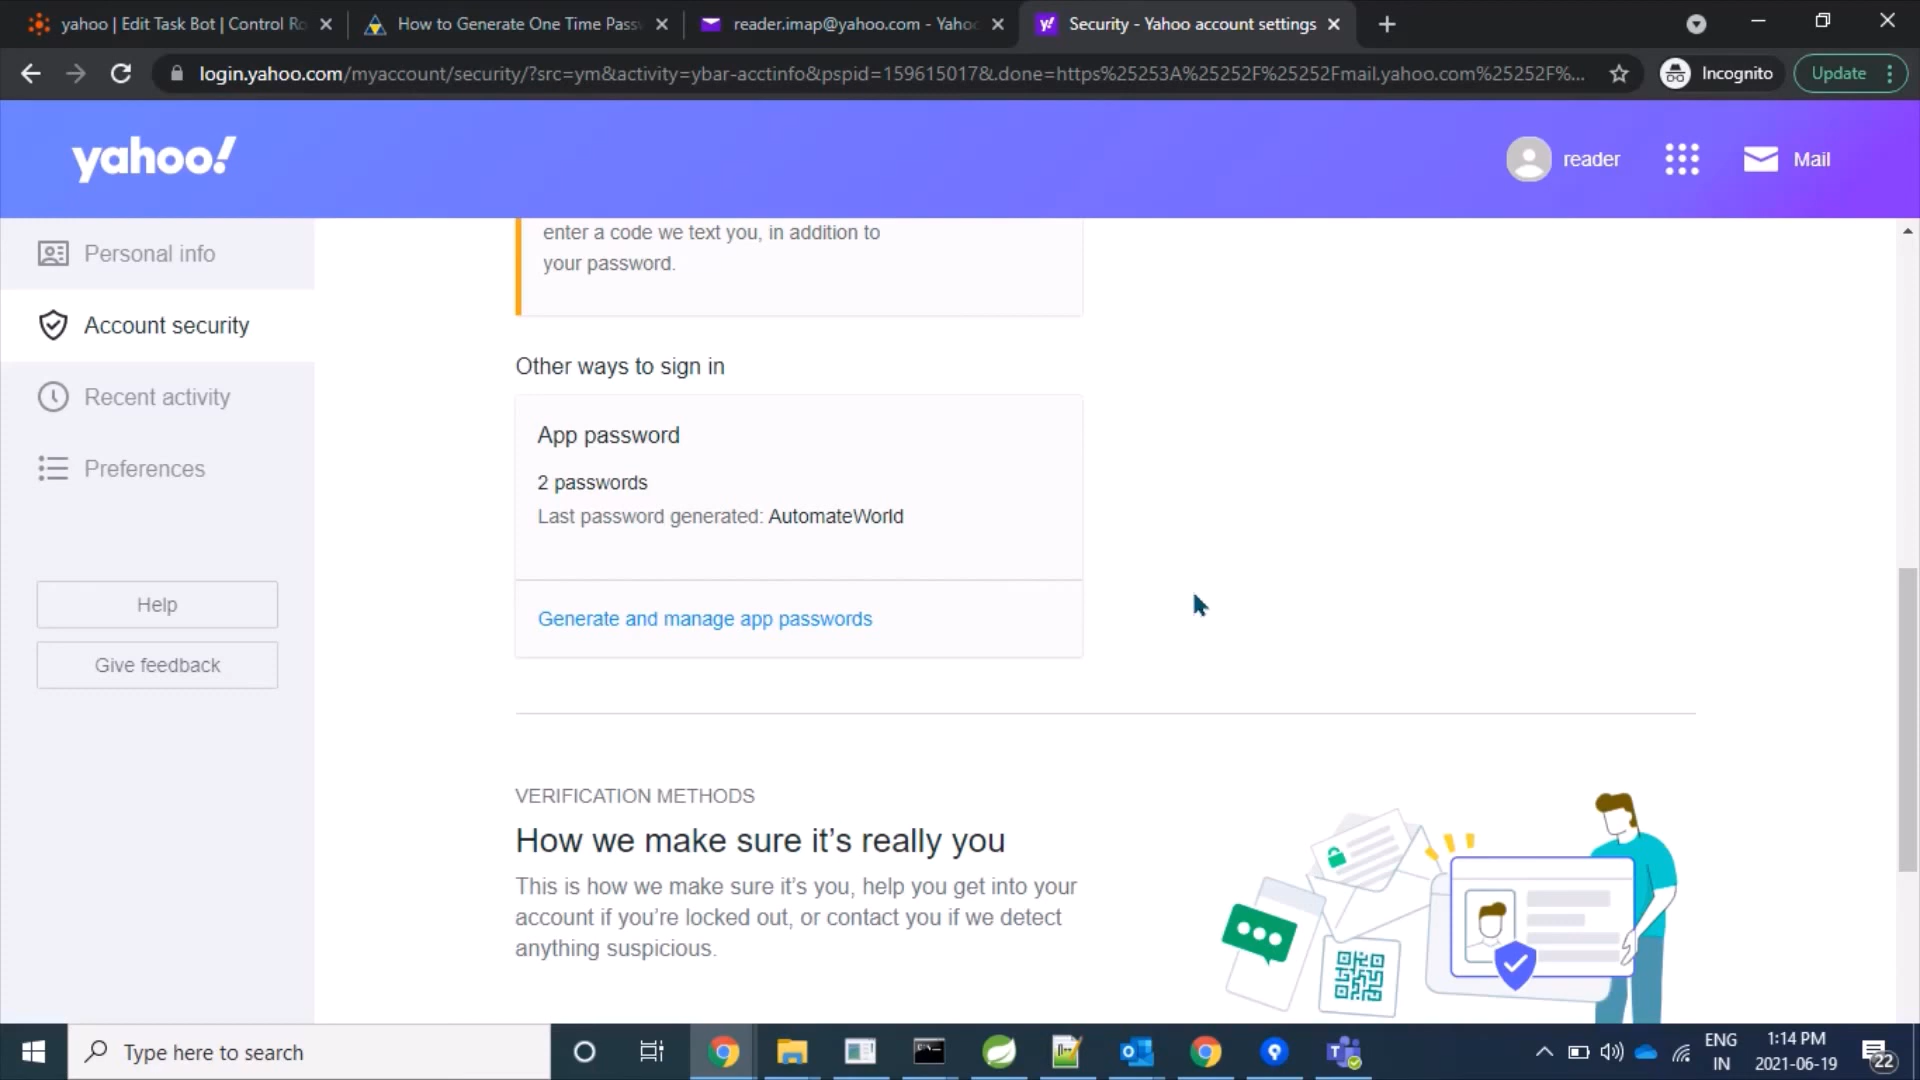 yahoo | Edit Task Bot | Control Ro
How to Generate One Time Pass
reader.imap@yahoo.com - Yahoo
Security - Yahoo account settings
login.yahoo.com/myaccount/security/?src=ym&activity=ybar-acctinfo&pspid=159615017&.done=https%25253A%25252F%25252Fmail.yahoo.com%25252F%...
Incognito
Update
yahoo!
reader
Mail
Personal info
Account security
Recent activity
Preferences
Help
Give feedback
enter a code we text you, in addition to
your password.
Other ways to sign in
App password
2 passwords
Last password generated: AutomateWorld
Generate and manage app passwords
VERIFICATION METHODS
How we make sure it’s really you
This is how we make sure it’s you, help you get into your
account if you’re locked out, or contact you if we detect
anything suspicious.
Type here to search
ENG
IN
1:14 PM
2021-06-19
22